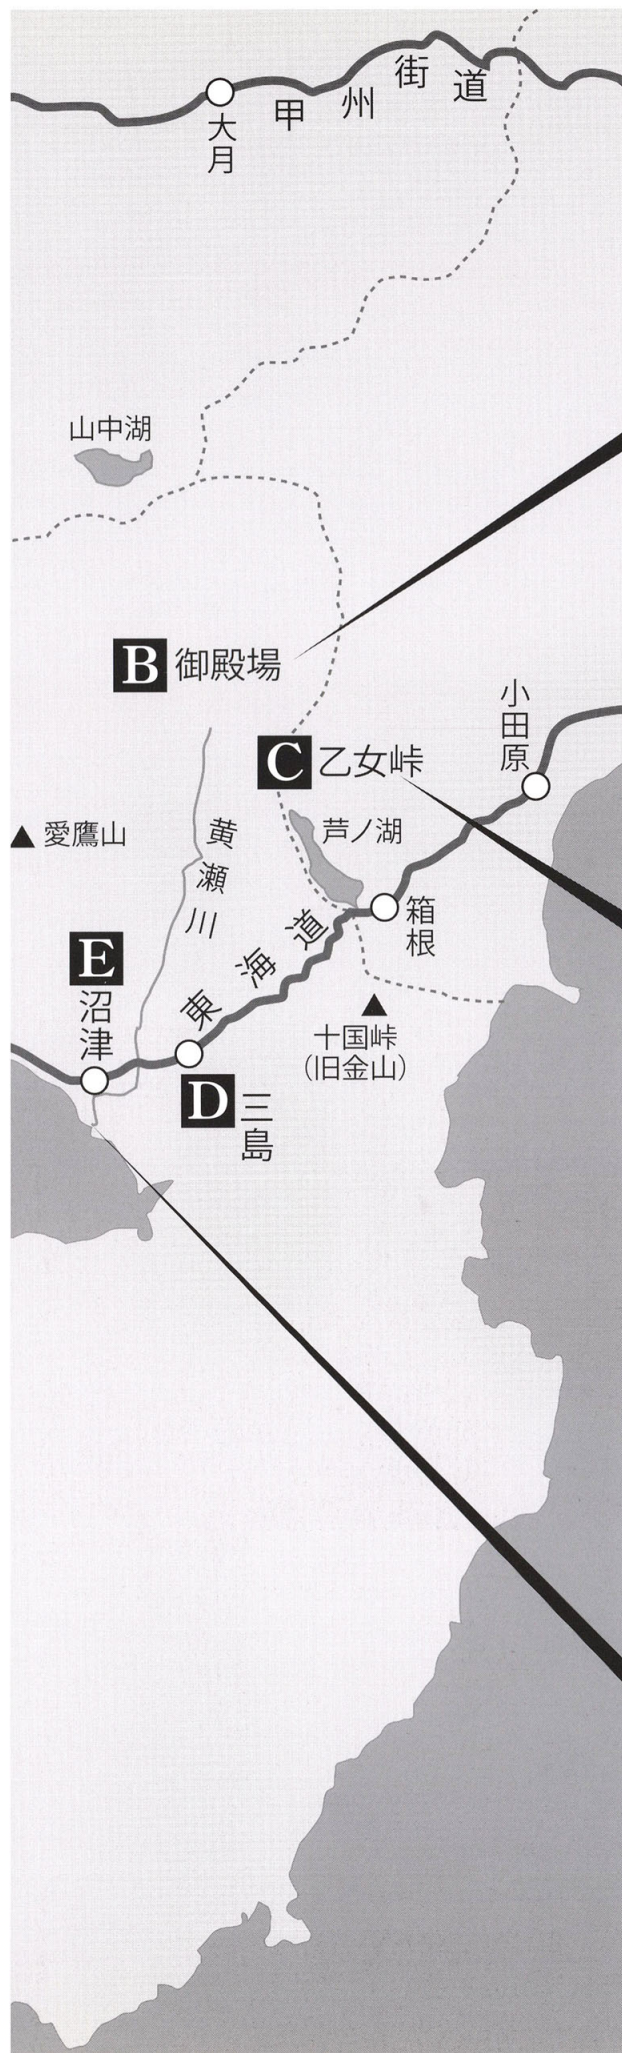 甲州街道
大月
山中湖
B 御殿場
小田原
C 乙女峠
▲ 愛鷹山
黄瀬川
芦ノ湖
箱根
東海道
E 沼津
▲ 十国峠
(旧金山)
D 三島